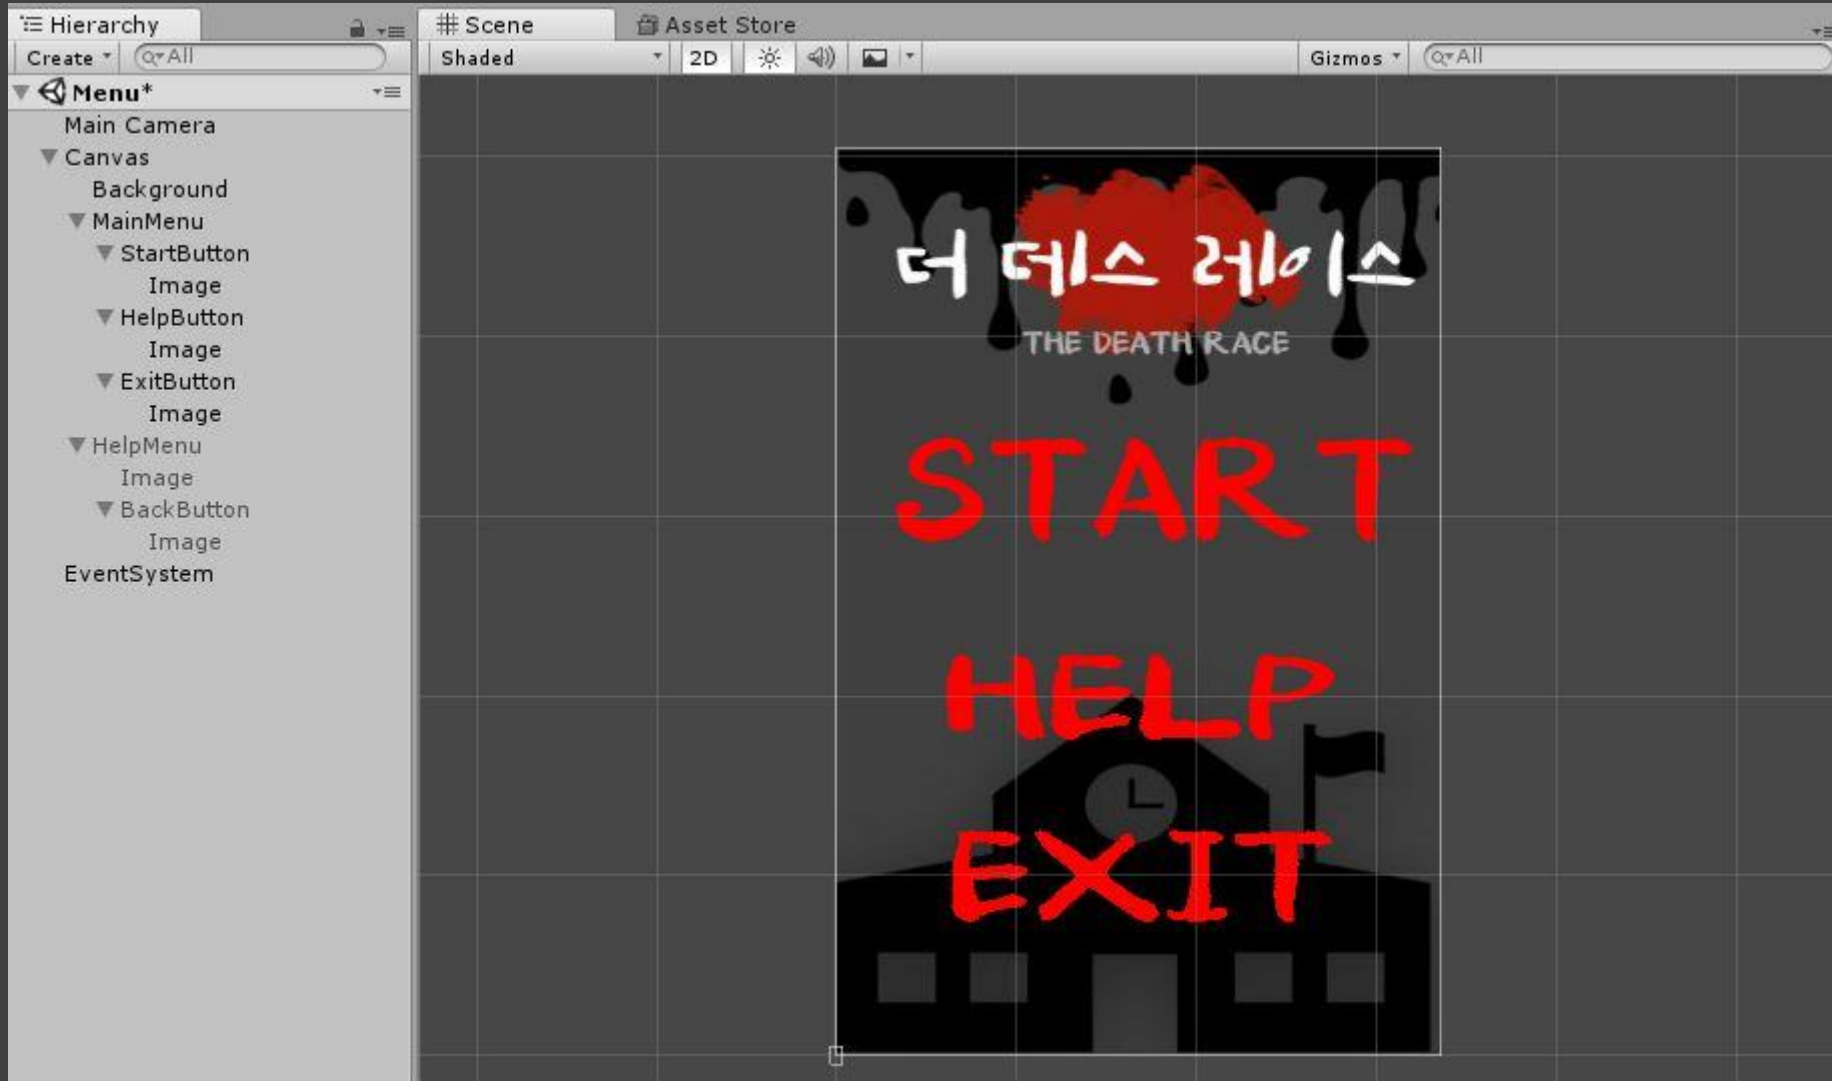 Hierarchy
Create
All
Menu*
Main Camera
Canvas
Background
MainMenu
StartButton
Image
HelpButton
Image
ExitButton
Image
HelpMenu
Image
BackButton
Image
EventSystem
Scene
Asset Store
Shaded
2D
Gizmos
All
더 데스 레이스
THE DEATH RACE
START
HELP
EXIT